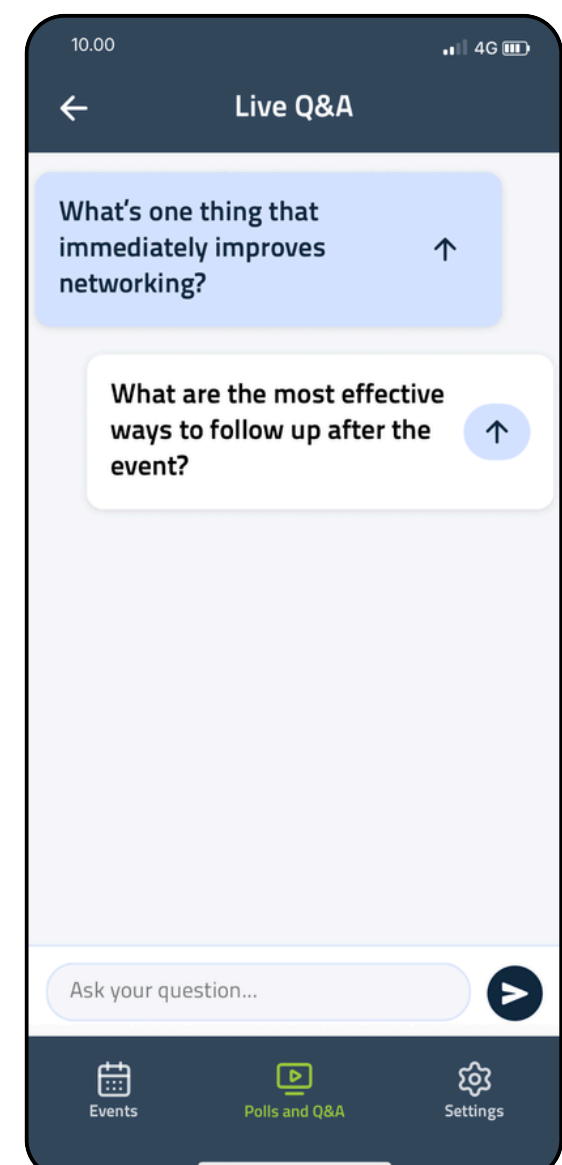 10.00
4G
Live Q&A
What's one thing that
immediately improves
networking?
What are the most effective
ways to follow up after the
event?
Ask your question...
Events
Polls and Q&A
Settings